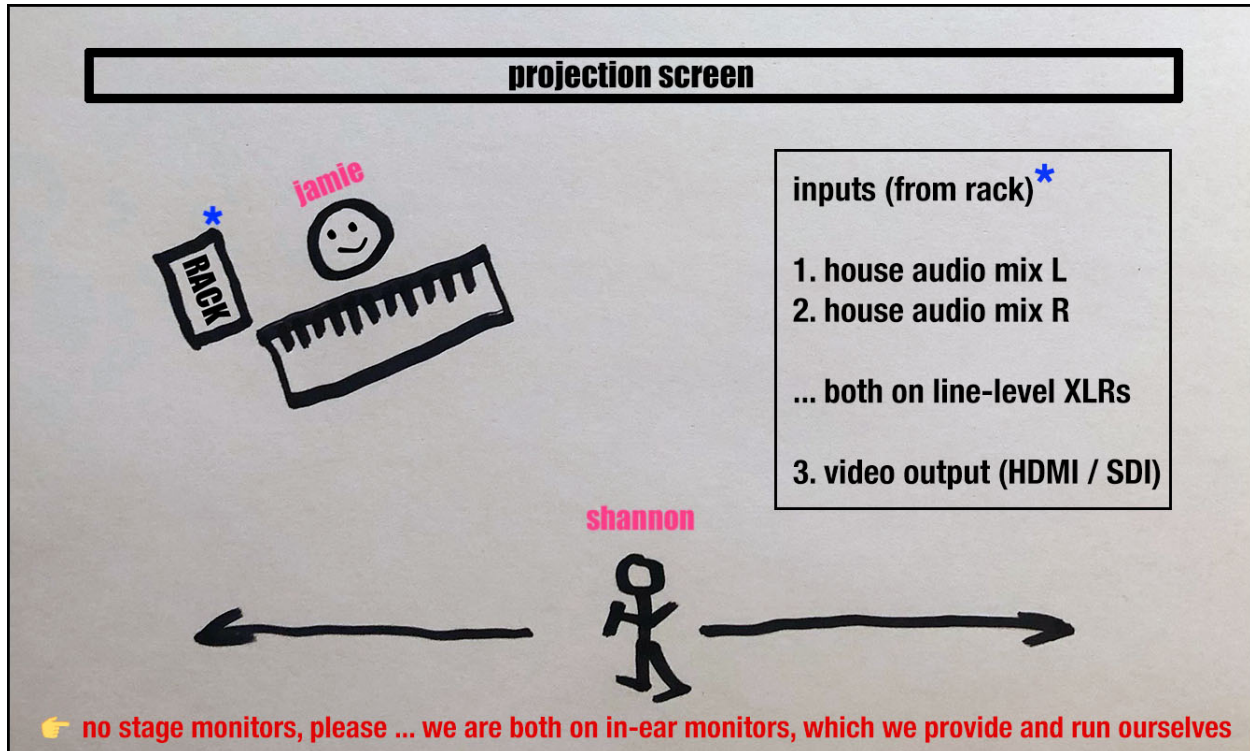 projection screen
jamie
*
RACK
inputs (from rack)*
1. house audio mix L
2. house audio mix R
... both on line-level XLRs
3. video output (HDMI / SDI)
shannon
👉 no stage monitors, please ... we are both on in-ear monitors, which we provide and run ourselves